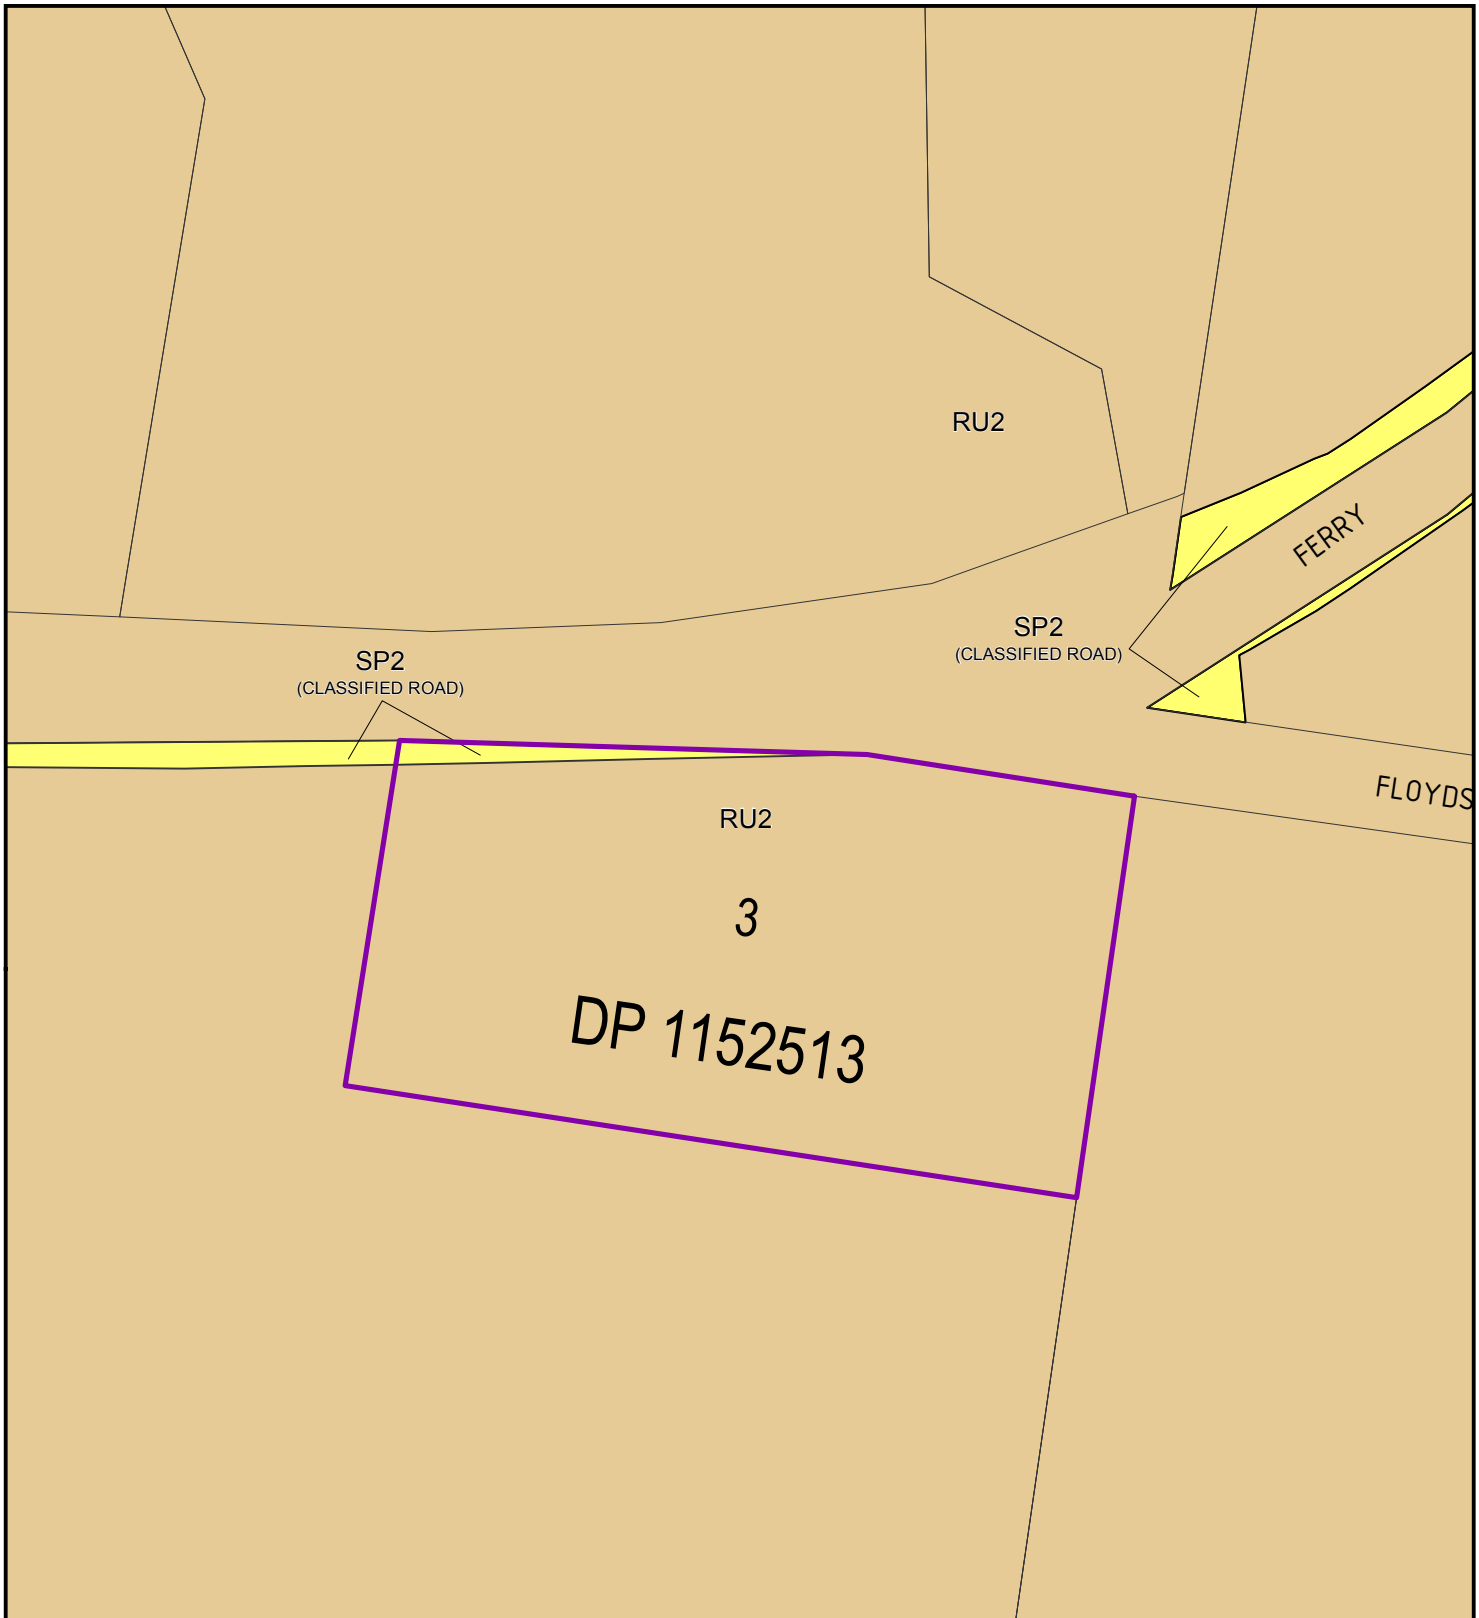 RU2
FERRY
SP2
(CLASSIFIED ROAD)
SP2
(CLASSIFIED ROAD)
FLOYDS
RU2
3
DP 1152513